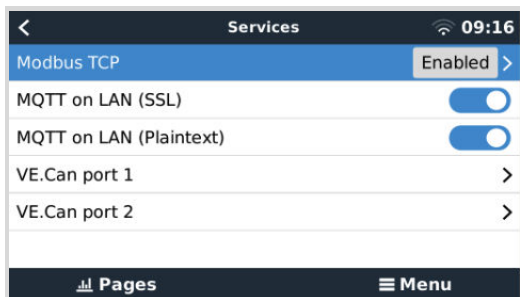 Services 09:16
Modbus TCP Enabled
MQTT on LAN (SSL)
MQTT on LAN (Plaintext)
VE.Can port 1
VE.Can port 2
Pages Menu